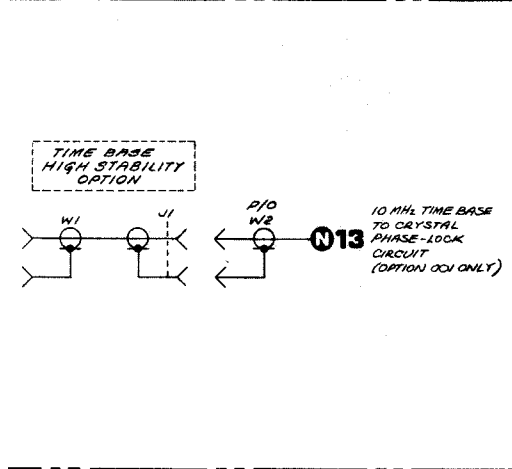 TIME BASE
HIGH STABILITY
OPTION
W1
J1
P/O
W2
N 13
10 MHz TIME BASE
TO CRYSTAL
PHASE-LOCK
CIRCUIT
(OPTION 001 ONLY)